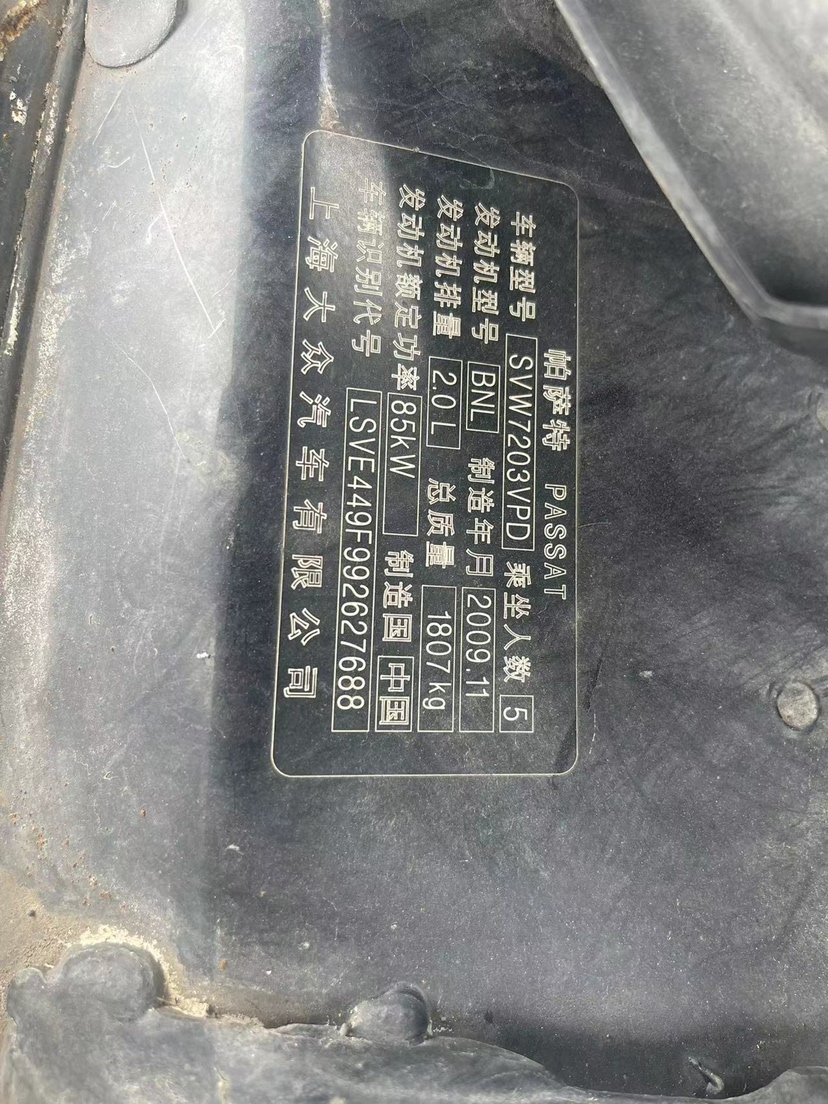 帕萨特 PASSAT
车辆型号 SVW7203VPD 乘坐人数 5
发动机型号 BNL 制造年月 2009.11
发动机排量 2.0L 总质量 1807kg
发动机额定功率 85kW 制造国 中国
车辆识别代号 LSVE449F992627688
上海大众汽车有限公司